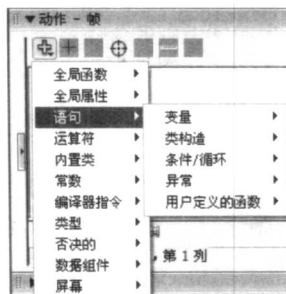 动作 - 帧
全局函数
全局属性
语句
运算符
内置类
常数
编译器指令
类型
否决的
数据组件
屏幕
变量
类构造
条件/循环
异常
用户定义的函数
，第 1 列